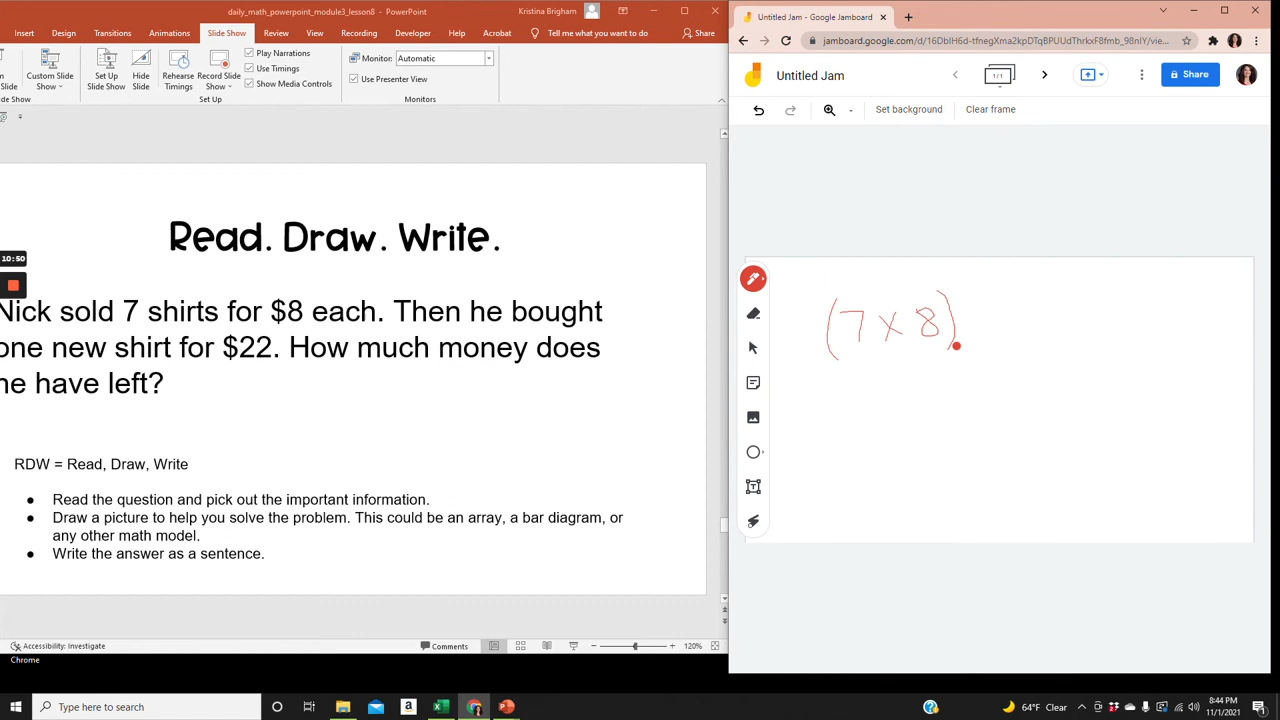 daily_math_powerpoint_module3_lesson8 - PowerPoint
Kristina Brigham
Insert Design Transitions Animations Slide Show Review View Recording Developer Help Acrobat Tell me what you want to do Share
Custom Slide Show
Set Up Slide Show
Hide Slide
Rehearse Timings
Record Slide Show
Play Narrations
Use Timings
Show Media Controls
Set Up
Monitor: Automatic
Use Presenter View
Monitors
10:50
Read. Draw. Write.
Nick sold 7 shirts for $8 each. Then he bought
one new shirt for $22. How much money does
he have left?
RDW = Read, Draw, Write
● Read the question and pick out the important information.
● Draw a picture to help you solve the problem. This could be an array, a bar diagram, or
any other math model.
● Write the answer as a sentence.
Accessibility: Investigate
Comments
120%
Chrome
Untitled Jam - Google Jamboard
Untitled Jam
1/1
Share
Set background
Clear frame
(7 x 8)
Type here to search
64°F Clear
8:44 PM
11/1/2021
1